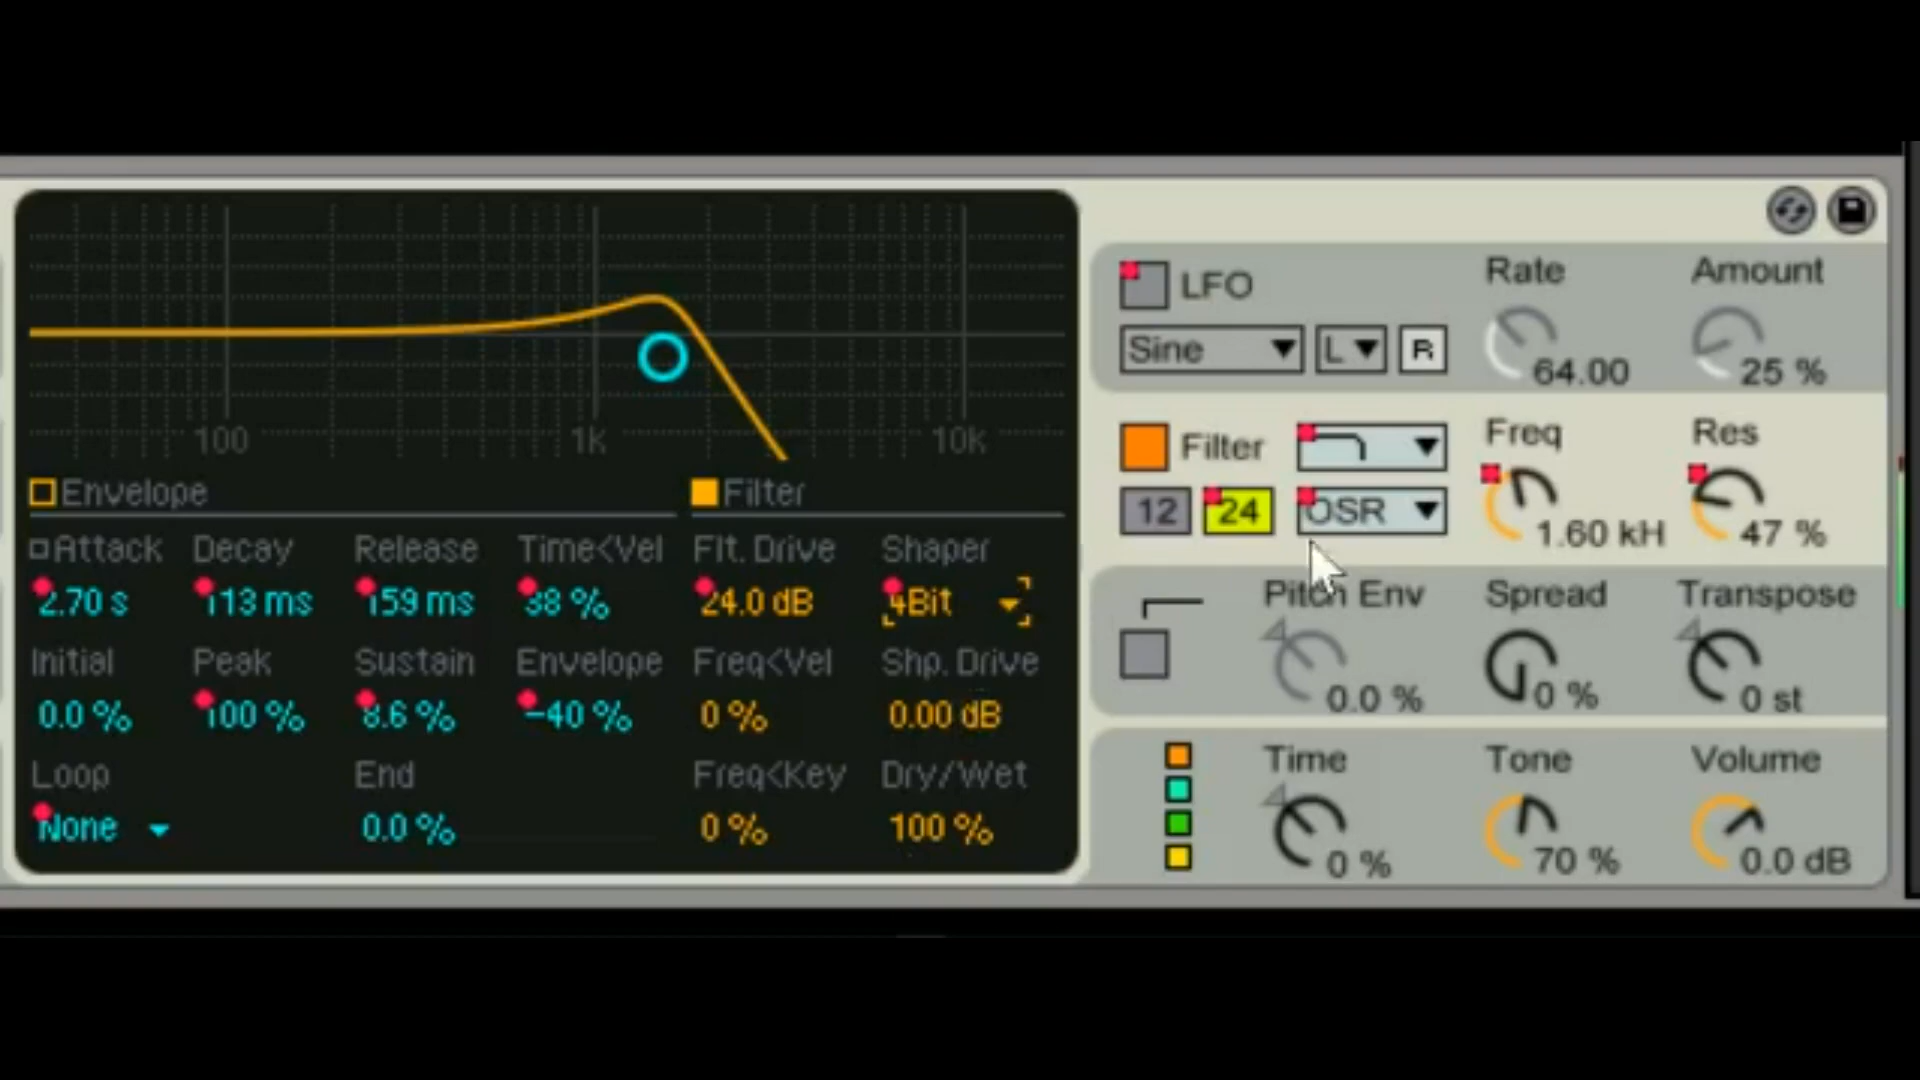 100 1K 10K
Envelope Filter
Attack Decay Release Time<Vel Flt. Drive Shaper
2.70 s 113 ms 159 ms 38 % 24.0 dB 4Bit
Initial Peak Sustain Envelope Freq<Vel Shp. Drive
0.0 % 100 % 8.6 % -40 % 0 % 0.00 dB
Loop End Freq<Key Dry/Wet
None 0.0 % 0 % 100 %
LFO Rate Amount
Sine L R 64.00 25 %
Filter Freq Res
12 24 OSR 1.60 kH 47 %
Pitch Env Spread Transpose
0.0 % 0 % 0 st
Time Tone Volume
0 % 70 % 0.0 dB